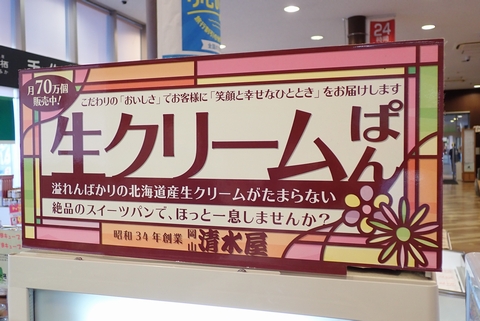 月70万個
販売中!
こだわりの「おいしさ」でお客様に「笑顔と幸せなひととき」をお届けします
生クリームぱん
溢れんばかりの北海道産生クリームがたまらない
絶品のスイーツパンで、ほっと一息しませんか？
昭和34年創業 岡山 清水屋
24